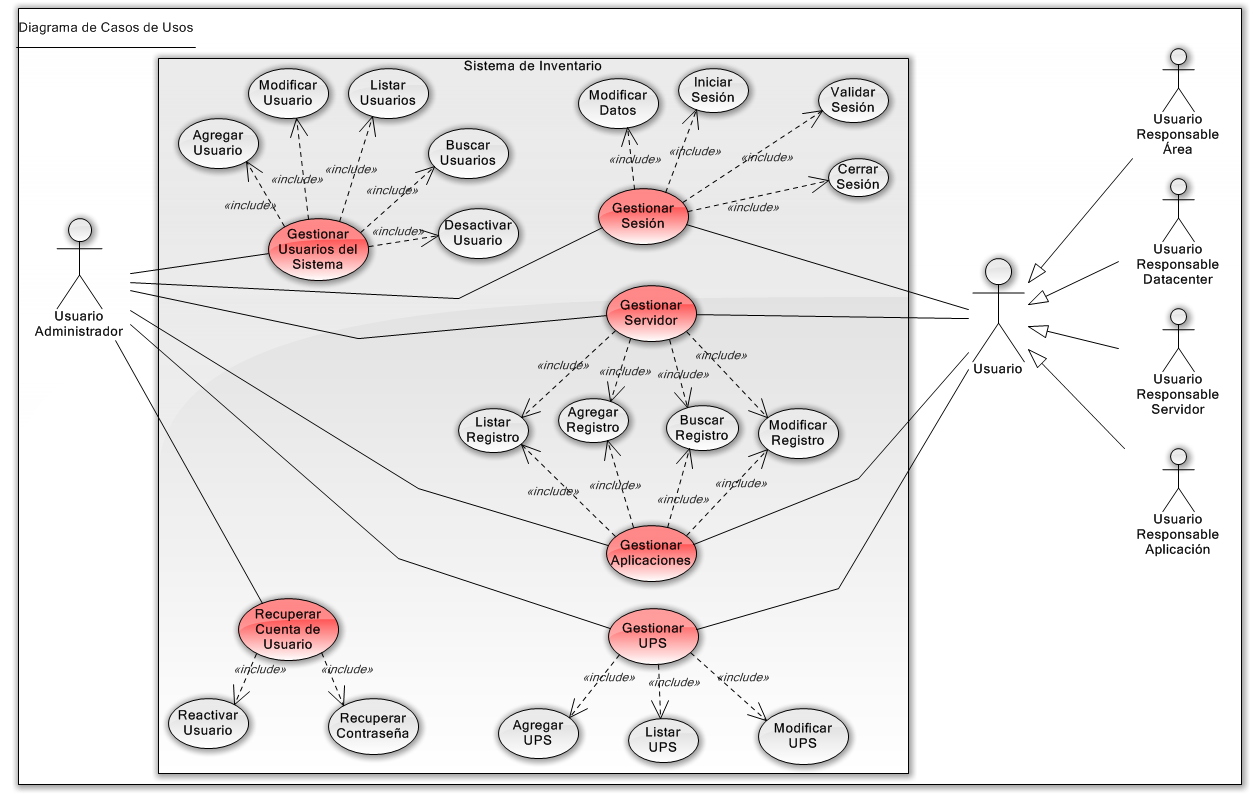 Diagrama de Casos de Usos
Sistema de Inventario
Modificar
Usuario
Listar
Usuarios
Agregar
Usuario
Buscar
Usuarios
Desactivar
Usuario
«include»
«include»
«include»
«include»
«include»
Gestionar
Usuarios del
Sistema
Modificar
Datos
Iniciar
Sesión
Validar
Sesión
Cerrar
Sesión
«include»
«include»
«include»
«include»
Gestionar
Sesión
Usuario
Administrador
Gestionar
Servidor
«include»
«include»
«include»
«include»
Listar
Registro
Agregar
Registro
Buscar
Registro
Modificar
Registro
«include»
«include»
«include»
«include»
Gestionar
Aplicaciones
Recuperar
Cuenta de
Usuario
«include»
«include»
Reactivar
Usuario
Recuperar
Contraseña
Gestionar
UPS
«include»
«include»
«include»
Agregar
UPS
Listar
UPS
Modificar
UPS
Usuario
Usuario
Responsable
Área
Usuario
Responsable
Datacenter
Usuario
Responsable
Servidor
Usuario
Responsable
Aplicación